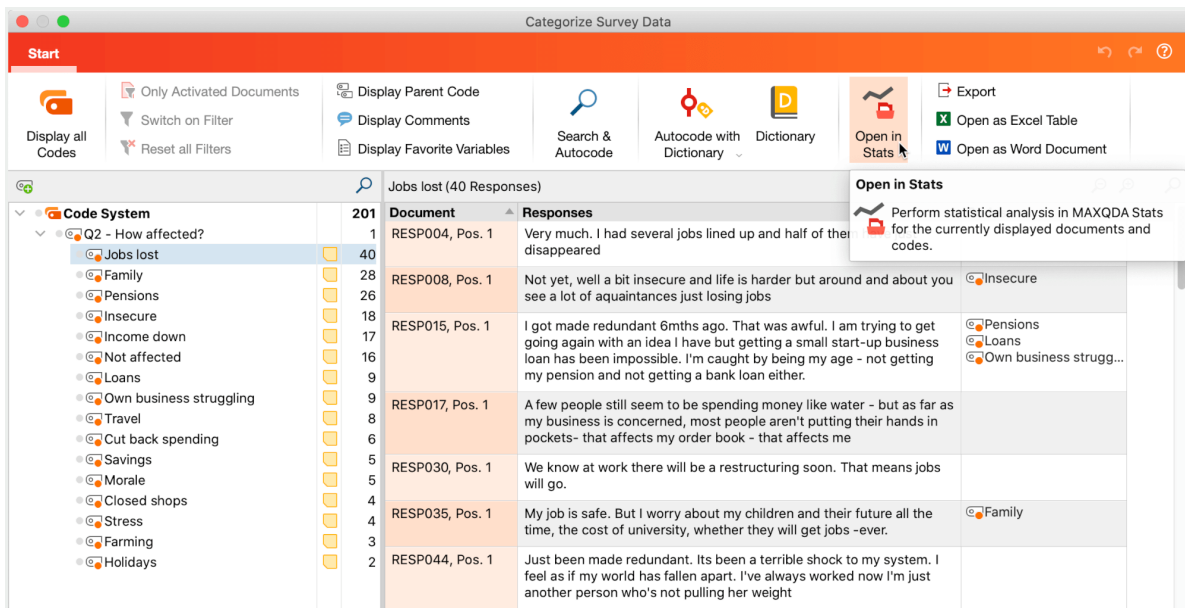 Categorize Survey Data
Start
Display all
Codes
Only Activated Documents
Switch on Filter
Reset all Filters
Display Parent Code
Display Comments
Display Favorite Variables
Search &
Autocode
Autocode with
Dictionary
Dictionary
Open in
Stats
Export
Open as Excel Table
Open as Word Document
Open in Stats
Perform statistical analysis in MAXQDA Stats
for the currently displayed documents and
codes.
Code System 201
Q2 - How affected? 1
Jobs lost 40
Family 28
Pensions 26
Insecure 18
Income down 17
Not affected 16
Loans 9
Own business struggling 9
Travel 8
Cut back spending 6
Savings 5
Morale 5
Closed shops 4
Stress 4
Farming 3
Holidays 2
Jobs lost (40 Responses)
Document Responses
RESP004, Pos. 1
Very much. I had several jobs lined up and half of them
disappeared
RESP008, Pos. 1
Not yet, well a bit insecure and life is harder but around and about you
see a lot of aquaintances just losing jobs
Insecure
RESP015, Pos. 1
I got made redundant 6mths ago. That was awful. I am trying to get
going again with an idea I have but getting a small start-up business
loan has been impossible. I'm caught by being my age - not getting
my pension and not getting a bank loan either.
Pensions
Loans
Own business strugg...
RESP017, Pos. 1
A few people still seem to be spending money like water - but as far as
my business is concerned, most people aren't putting their hands in
pockets- that affects my order book - that affects me
RESP030, Pos. 1
We know at work there will be a restructuring soon. That means jobs
will go.
RESP035, Pos. 1
My job is safe. But I worry about my children and their future all the
time, the cost of university, whether they will get jobs -ever.
Family
RESP044, Pos. 1
Just been made redundant. Its been a terrible shock to my system. I
feel as if my world has fallen apart. I've always worked now I'm just
another person who's not pulling her weight